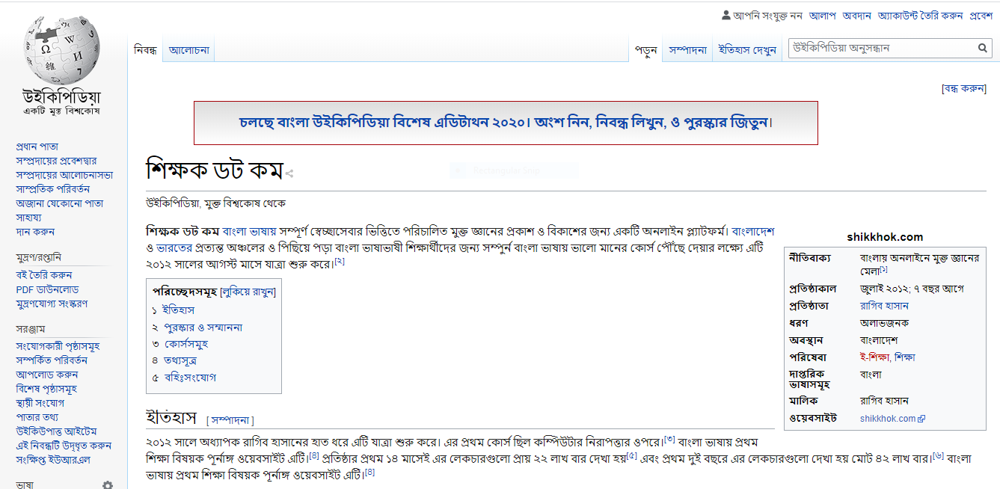 আপনি সংযুক্ত নন আলাপ অবদান অ্যাকাউন্ট তৈরি করুন প্রবেশ
নিবন্ধ আলোচনা পড়ুন সম্পাদনা ইতিহাস দেখুন উইকিপিডিয়া অনুসন্ধান
উইকিপিডিয়া
একটি মুক্ত বিশ্বকোষ
প্রধান পাতা
সম্প্রদায়ের প্রবেশদ্বার
সম্প্রদায়ের আলোচনাসভা
সাম্প্রতিক পরিবর্তন
অজানা যেকোনো পাতা
সাহায্য
দান করুন
মুদ্রণ/রপ্তানি
বই তৈরি করুন
PDF ডাউনলোড
মুদ্রণযোগ্য সংস্করণ
সরঞ্জাম
সংযোগকারী পৃষ্ঠাসমূহ
সম্পর্কিত পরিবর্তন
আপলোড করুন
বিশেষ পৃষ্ঠাসমূহ
স্থায়ী সংযোগ
পাতার তথ্য
উইকিউপাত্ত আইটেম
এই নিবন্ধটি উদ্ধৃত করুন
সংক্ষিপ্ত ইউআরএল
ভাষা
[বন্ধ করুন]
চলছে বাংলা উইকিপিডিয়া বিশেষ এডিটাথন ২০২০। অংশ নিন, নিবন্ধ লিখুন, ও পুরস্কার জিতুন।
শিক্ষক ডট কম
Rectangular Snip
উইকিপিডিয়া, মুক্ত বিশ্বকোষ থেকে
শিক্ষক ডট কম বাংলা ভাষায় সম্পূর্ণ স্বেচ্ছাসেবার ভিত্তিতে পরিচালিত মুক্ত জ্ঞানের প্রকাশ ও বিকাশের জন্য একটি অনলাইন প্ল্যাটফর্ম। বাংলাদেশ
ও ভারতের প্রত্যন্ত অঞ্চলের ও পিছিয়ে পড়া বাংলা ভাষাভাষী শিক্ষার্থীদের জন্য সম্পুর্ন বাংলা ভাষায় ভালো মানের কোর্স পৌঁছে দেয়ার লক্ষ্যে এটি
২০১২ সালের আগস্ট মাসে যাত্রা শুরু করে।[২]
পরিচ্ছেদসমূহ [লুকিয়ে রাখুন]
১ ইতিহাস
২ পুরস্কার ও সম্মাননা
৩ কোর্সসমুহ
৪ তথ্যসূত্র
৫ বহিঃসংযোগ
shikkhok.com
নীতিবাক্য বাংলায় অনলাইনে মুক্ত জ্ঞানের
মেলা[১]
প্রতিষ্ঠাকাল জুলাই ২০১২; ৭ বছর আগে
প্রতিষ্ঠাতা রাগিব হাসান
ধরণ অলাভজনক
অবস্থান বাংলাদেশ
পরিষেবা ই-শিক্ষা, শিক্ষা
দাপ্তরিক বাংলা
ভাষাসমূহ
মালিক রাগিব হাসান
ওয়েবসাইট shikkhok.com
ইতিহাস [ সম্পাদনা ]
২০১২ সালে অধ্যাপক রাগিব হাসানের হাত ধরে এটি যাত্রা শুরু করে। এর প্রথম কোর্স ছিল কম্পিউটার নিরাপত্তার ওপরে।[৩] বাংলা ভাষায় প্রথম
শিক্ষা বিষয়ক পূর্নাঙ্গ ওয়েবসাইট এটি।[৪] প্রতিষ্ঠার প্রথম ১৪ মাসেই এর লেকচারগুলো প্রায় ২২ লাখ বার দেখা হয়[৫] এবং প্রথম দুই বছরে এর লেকচারগুলো দেখা হয় মোট ৪২ লাখ বার।[৬] বাংলা
ভাষায় প্রথম শিক্ষা বিষয়ক পূর্নাঙ্গ ওয়েবসাইট এটি।[৪]